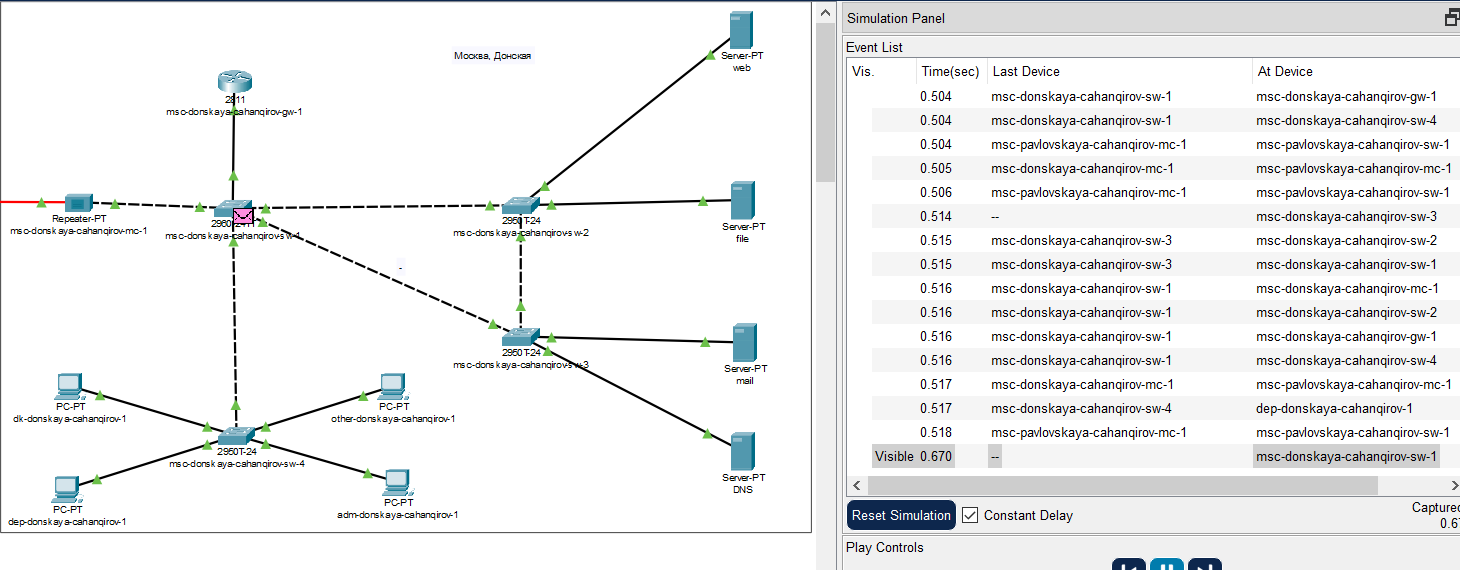 Москва, Донская
Server-PT
web
2811
msc-donskaya-cahanqirov-gw-1
Repeater-PT
msc-donskaya-cahanqirov-mc-1
msc-donskaya-cahanqirov-sw-1
2950T-24
msc-donskaya-cahanqirov-sw-2
Server-PT
file
2950T-24
msc-donskaya-cahanqirov-sw-3
Server-PT
mail
PC-PT
dk-donskaya-cahanqirov-1
PC-PT
other-donskaya-cahanqirov-1
2950T-24
msc-donskaya-cahanqirov-sw-4
Server-PT
DNS
PC-PT
dep-donskaya-cahanqirov-1
PC-PT
adm-donskaya-cahanqirov-1
Simulation Panel
Event List
Vis. Time(sec) Last Device At Device
0.504 msc-donskaya-cahanqirov-sw-1 msc-donskaya-cahanqirov-gw-1
0.504 msc-donskaya-cahanqirov-sw-1 msc-donskaya-cahanqirov-sw-4
0.504 msc-pavlovskaya-cahanqirov-mc-1 msc-pavlovskaya-cahanqirov-sw-1
0.505 msc-donskaya-cahanqirov-mc-1 msc-pavlovskaya-cahanqirov-mc-1
0.506 msc-pavlovskaya-cahanqirov-mc-1 msc-pavlovskaya-cahanqirov-sw-1
0.514 -- msc-donskaya-cahanqirov-sw-3
0.515 msc-donskaya-cahanqirov-sw-3 msc-donskaya-cahanqirov-sw-2
0.515 msc-donskaya-cahanqirov-sw-3 msc-donskaya-cahanqirov-sw-1
0.516 msc-donskaya-cahanqirov-sw-1 msc-donskaya-cahanqirov-mc-1
0.516 msc-donskaya-cahanqirov-sw-1 msc-donskaya-cahanqirov-sw-2
0.516 msc-donskaya-cahanqirov-sw-1 msc-donskaya-cahanqirov-gw-1
0.516 msc-donskaya-cahanqirov-sw-1 msc-donskaya-cahanqirov-sw-4
0.517 msc-donskaya-cahanqirov-mc-1 msc-pavlovskaya-cahanqirov-mc-1
0.517 msc-donskaya-cahanqirov-sw-4 dep-donskaya-cahanqirov-1
0.518 msc-pavlovskaya-cahanqirov-mc-1 msc-pavlovskaya-cahanqirov-sw-1
Visible 0.670 -- msc-donskaya-cahanqirov-sw-1
Reset Simulation Constant Delay Captured
0.67
Play Controls